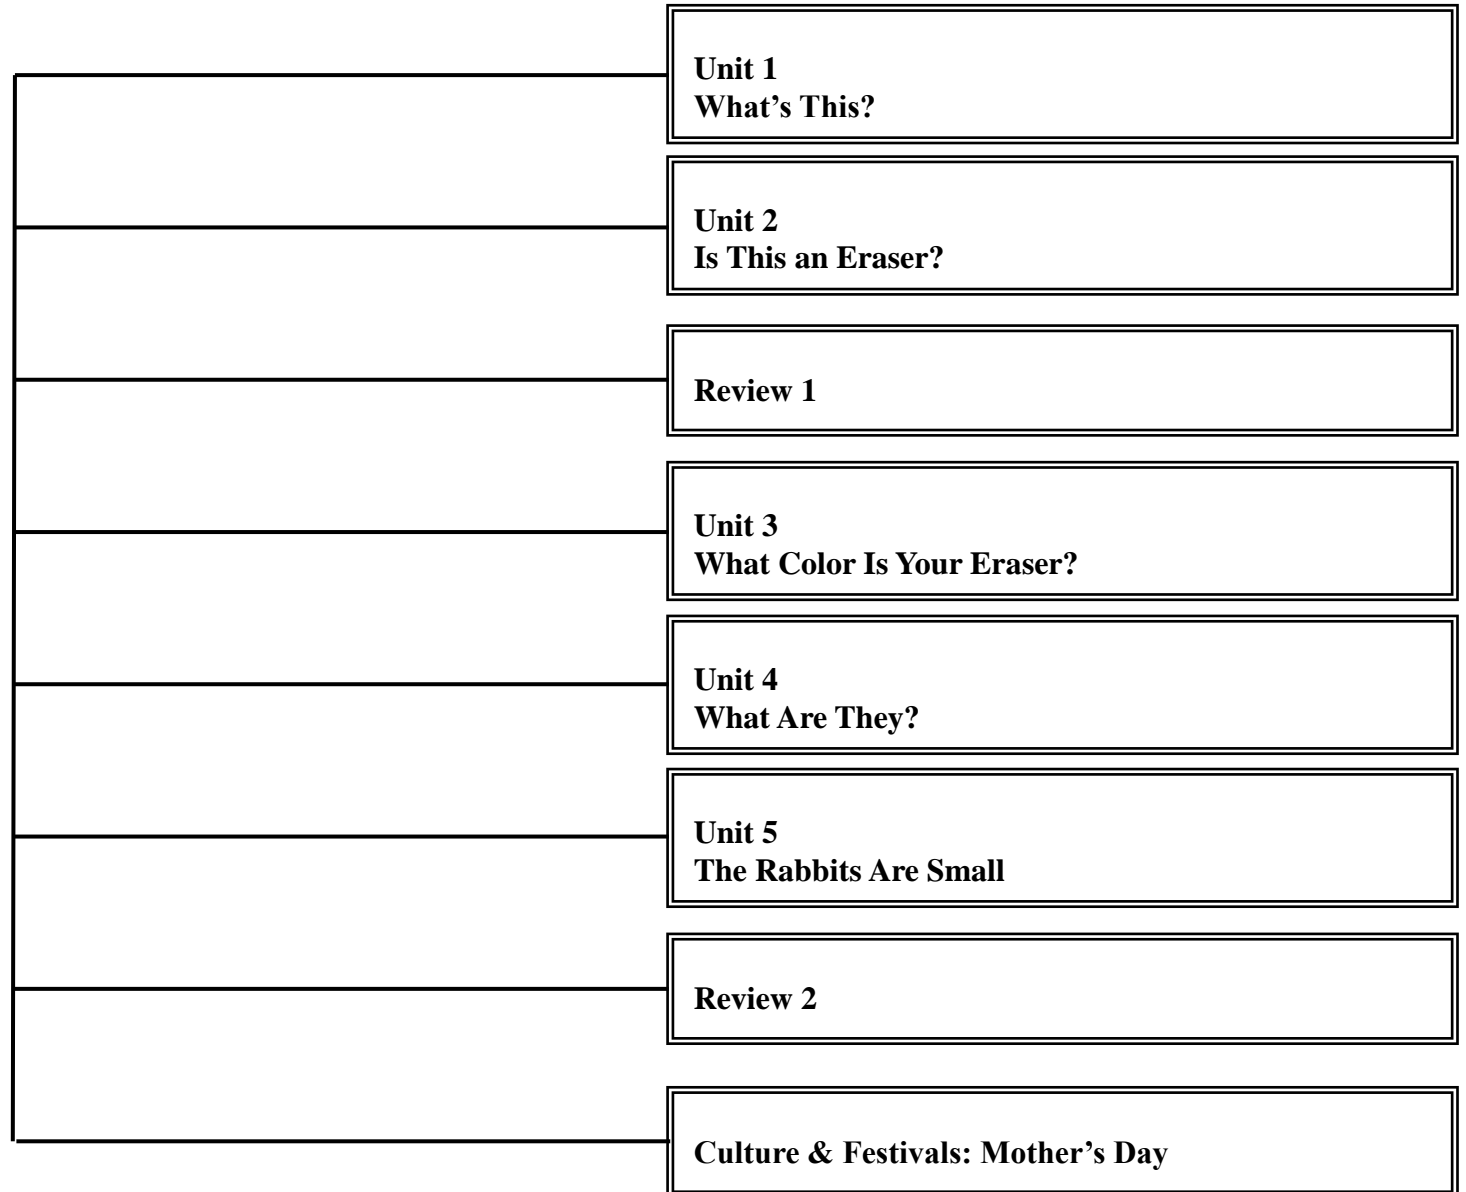 Unit 1
What’s This?
Unit 2
Is This an Eraser?
Review 1
Unit 3
What Color Is Your Eraser?
Unit 4
What Are They?
Unit 5
The Rabbits Are Small
Review 2
Culture & Festivals: Mother’s Day